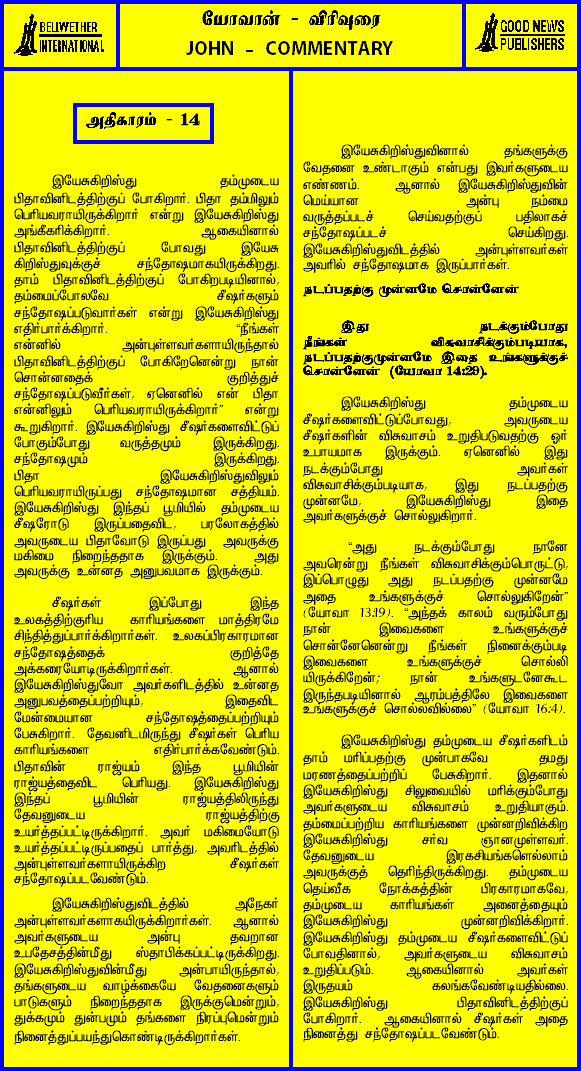 BELLWETHER
INTERNATIONAL
யோவான் - விரிவுரை
JOHN – COMMENTARY
GOOD NEWS
PUBLISHERS
அதிகாரம் - 14
இயேசுகிறிஸ்து தம்முடைய
பிதாவினிடத்திற்குப் போகிறார். பிதா தம்மிலும்
பெரியவராயிருக்கிறார் என்று இயேசுகிறிஸ்து
அங்கீகரிக்கிறார். ஆகையினால்
பிதாவினிடத்திற்குப் போவது இயேசு
கிறிஸ்துவுக்குச் சந்தோஷமாகயிருக்கிறது.
தாம் பிதாவினிடத்திற்குப் போகிறபடியினால்,
தம்மைப்போலவே சீஷர்களும்
சந்தோஷப்படுவார்கள் என்று இயேசுகிறிஸ்து
எதிர்பார்க்கிறார். “நீங்கள்
என்னில் அன்புள்ளவர்களாயிருந்தால்
பிதாவினிடத்திற்குப் போகிறேனென்று நான்
சொன்னதைக் குறித்துச்
சந்தோஷப்படுவீர்கள், ஏனெனில் என் பிதா
என்னிலும் பெரியவராயிருக்கிறார்” என்று
கூறுகிறார். இயேசுகிறிஸ்து சீஷர்களைவிட்டுப்
போகும்போது வருத்தமும் இருக்கிறது.
சந்தோஷமும் இருக்கிறது.
பிதா இயேசுகிறிஸ்துவிலும்
பெரியவராயிருப்பது சந்தோஷமான சத்தியம்.
இயேசுகிறிஸ்து இந்தப் பூமியில் தம்முடைய
சீஷரோடு இருப்பதைவிட, பரலோகத்தில்
அவருடைய பிதாவோடு இருப்பது அவருக்கு
மகிமை நிறைந்ததாக இருக்கும். அது
அவருக்கு உன்னத அனுபவமாக இருக்கும்.
சீஷர்கள் இப்போது இந்த
உலகத்திற்குரிய காரியங்களை மாத்திரமே
சிந்தித்துப்பார்க்கிறார்கள். உலகப்பிரகாரமான
சந்தோஷத்தைக் குறித்தே
அக்கரையோடிருக்கிறார்கள். ஆனால்
இயேசுகிறிஸ்துவோ அவர்களிடத்தில் உன்னத
அனுபவத்தைப்பற்றியும், இதைவிட
மேன்மையான சந்தோஷத்தைப்பற்றியும்
பேசுகிறார். தேவனிடமிருந்து சீஷர்கள் பெரிய
காரியங்களை எதிர்பார்க்கவேண்டும்.
பிதாவின் ராஜ்யம் இந்த பூமியின்
ராஜ்யத்தைவிட பெரியது. இயேசுகிறிஸ்து
இந்தப் பூமியின் ராஜ்யத்திலிருந்து
தேவனுடைய ராஜ்யத்திற்கு
உயர்த்தப்பட்டிருக்கிறார். அவர் மகிமையோடு
உயர்த்தப்பட்டிருப்பதைப் பார்த்து, அவரிடத்தில்
அன்புள்ளவர்களாயிருக்கிற சீஷர்கள்
சந்தோஷப்படவேண்டும்.
இயேசுகிறிஸ்துவிடத்தில் அநேகர்
அன்புள்ளவர்களாகயிருக்கிறார்கள். ஆனால்
அவர்களுடைய அன்பு தவறான
உபதேசத்தின்மீது ஸ்தாபிக்கப்பட்டிருக்கிறது.
இயேசுகிறிஸ்துவின்மீது அன்பாயிருந்தால்,
தங்களுடைய வாழ்க்கையே வேதனைகளும்
பாடுகளும் நிறைந்ததாக இருக்குமென்றும்,
துக்கமும் துன்பமும் தங்களை நிரப்புமென்றும்
நினைத்துப்பயந்துகொண்டிருக்கிறார்கள்.
இயேசுகிறிஸ்துவினால் தங்களுக்கு
வேதனை உண்டாகும் என்பது இவர்களுடைய
எண்ணம். ஆனால் இயேசுகிறிஸ்துவின்
மெய்யான அன்பு நம்மை
வருத்தப்படச் செய்வதற்குப் பதிலாகச்
சந்தோஷப்படச் செய்கிறது.
இயேசுகிறிஸ்துவிடத்தில் அன்புள்ளவர்கள்
அவரில் சந்தோஷமாக இருப்பார்கள்.
நடப்பதற்கு முன்னமே சொன்னேன்
இது நடக்கும்போது
நீங்கள் விசுவாசிக்கும்படியாக,
நடப்பதற்குமுன்னமே இதை உங்களுக்குச்
சொன்னேன் (யோவா 14:29).
இயேசுகிறிஸ்து தம்முடைய
சீஷர்களைவிட்டுப்போவது, அவருடைய
சீஷர்களின் விசுவாசம் உறுதிபடுவதற்கு ஓர்
உபாயமாக இருக்கும். ஏனெனில் இது
நடக்கும்போது அவர்கள்
விசுவாசிக்கும்படியாக, இது நடப்பதற்கு
முன்னமே, இயேசுகிறிஸ்து இதை
அவர்களுக்குச் சொல்லுகிறார்.
“அது நடக்கும்போது நானே
அவரென்று நீங்கள் விசுவாசிக்கும்பொருட்டு,
இப்பொழுது அது நடப்பதற்கு முன்னமே
அதை உங்களுக்குச் சொல்லுகிறேன்”
(யோவா 13:19). “அந்தக் காலம் வரும்போது
நான் இவைகளை உங்களுக்குச்
சொன்னேனென்று நீங்கள் நினைக்கும்படி
இவைகளை உங்களுக்குச் சொல்லி
யிருக்கிறேன்; நான் உங்களுடனேகூட
இருந்தபடியினால் ஆரம்பத்திலே இவைகளை
உங்களுக்குச் சொல்லவில்லை” (யோவா 16:4).
இயேசுகிறிஸ்து தம்முடைய சீஷர்களிடம்
தாம் மரிப்பதற்கு முன்பாகவே தமது
மரணத்தைப்பற்றிப் பேசுகிறார். இதனால்
இயேசுகிறிஸ்து சிலுவையில் மரிக்கும்போது
அவர்களுடைய விசுவாசம் உறுதியாகும்.
தம்மைப்பற்றிய காரியங்களை முன்னறிவிக்கிற
இயேசுகிறிஸ்து சர்வ ஞானமுள்ளவர்.
தேவனுடைய இரகசியங்களெல்லாம்
அவருக்குத் தெரிந்திருக்கிறது. தம்முடைய
தெய்வீக நோக்கத்தின் பிரகாரமாகவே,
தம்முடைய காரியங்கள் அனைத்தையும்
இயேசுகிறிஸ்து முன்னறிவிக்கிறார்.
இயேசுகிறிஸ்து தம்முடைய சீஷர்களைவிட்டுப்
போவதினால், அவர்களுடைய விசுவாசம்
உறுதிப்படும். ஆகையினால் அவர்கள்
இருதயம் கலங்கவேண்டியதில்லை.
இயேசுகிறிஸ்து பிதாவினிடத்திற்குப்
போகிறார். ஆகையினால் சீஷர்கள் அதை
நினைத்து சந்தோஷப்படவேண்டும்.